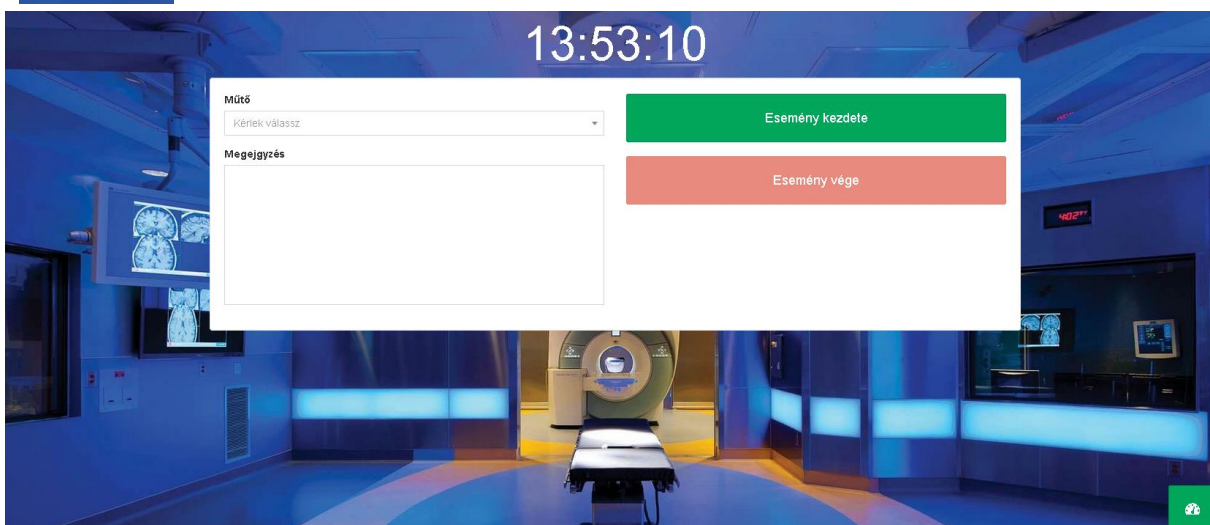 13:53:10
Műtő
Kérlek válassz
Megejgyzés
Esemény kezdete
Esemény vége